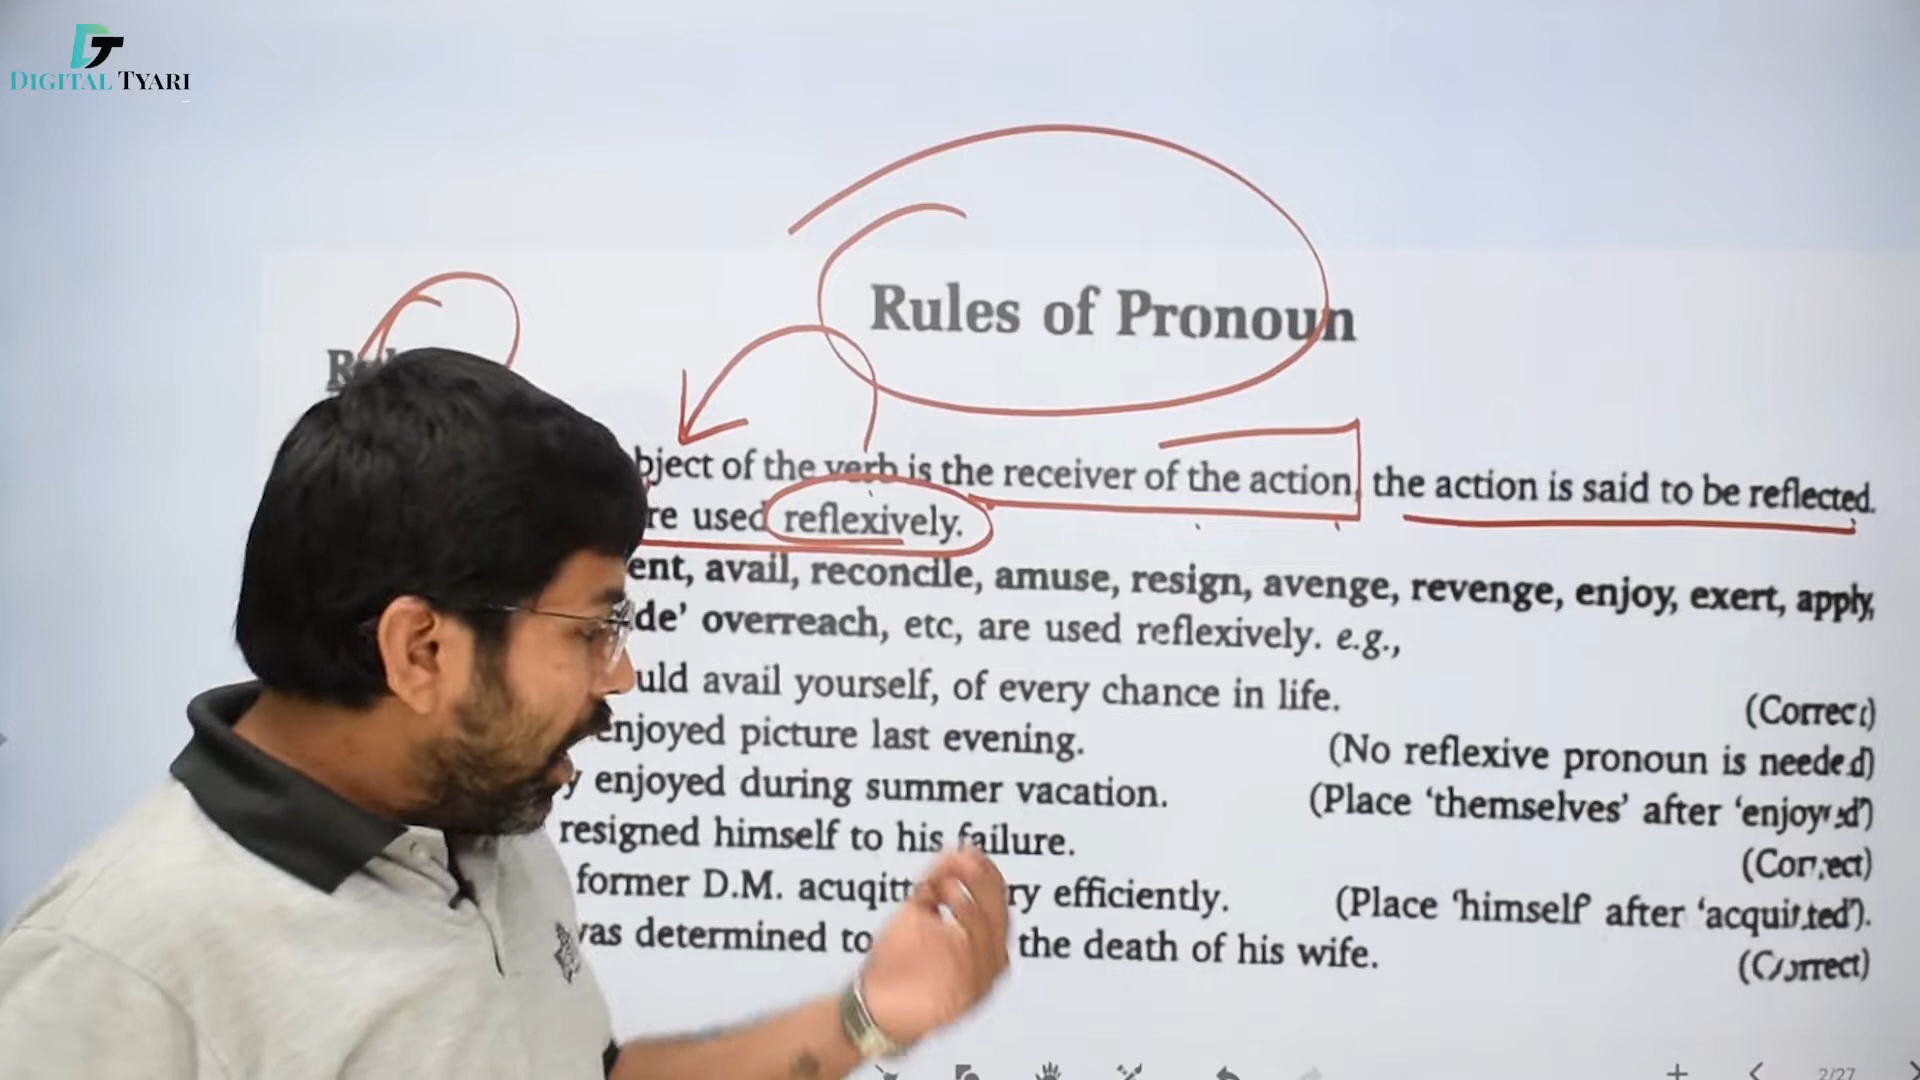 DIGITAL TYARI
Rules of Pronoun
bject of the verb is the receiver of the action, the action is said to be reflected.
re used reflexively.
ent, avail, reconcile, amuse, resign, avenge, revenge, enjoy, exert, apply,
de’ overreach, etc, are used reflexively. e.g.,
uld avail yourself, of every chance in life. (Correct)
enjoyed picture last evening. (No reflexive pronoun is needed)
y enjoyed during summer vacation. (Place ‘themselves’ after ‘enjoyed’)
resigned himself to his failure. (Correct)
former D.M. acuqitt ry efficiently. (Place ‘himself’ after ‘acquitted’).
was determined to the death of his wife. (Correct)
2/27